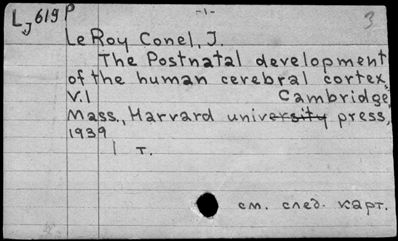 Lj 619 P
-1-
3
Le Roy Conel, J.
The Postnatal development
of the human cerebral cortex,
V.I Cambridge,
Mass., Harvard university press,
1939
1 т.
см. след. карт.